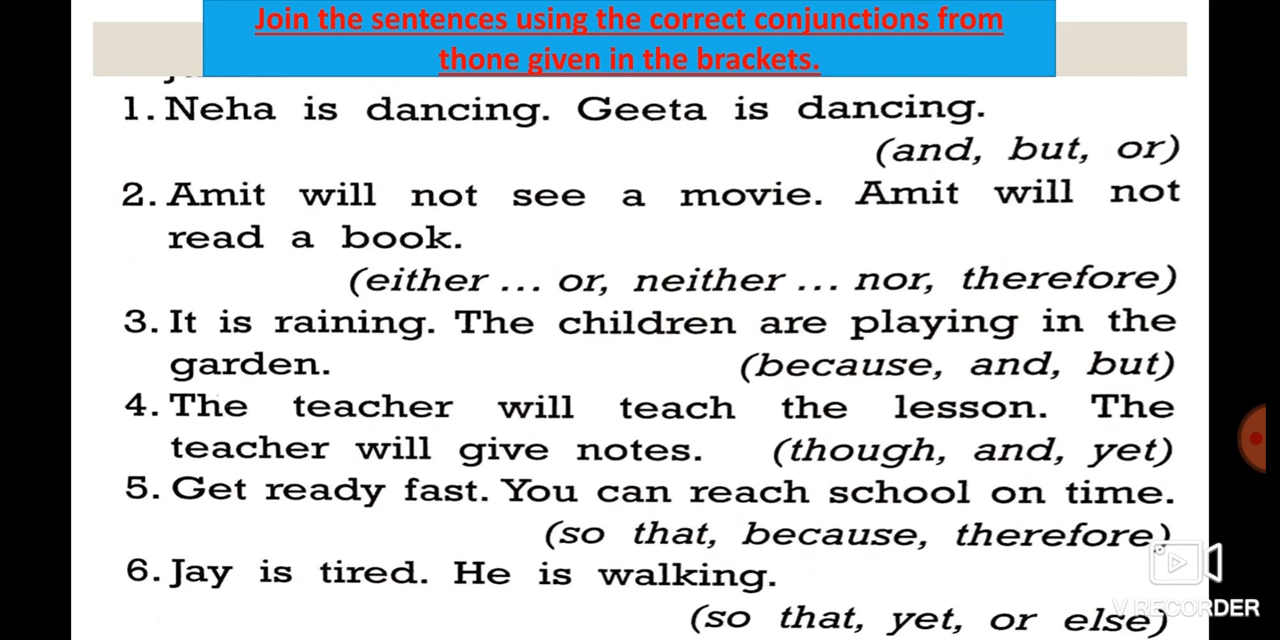 Join the sentences using the correct conjunctions from
thone given in the brackets.
1. Neha is dancing. Geeta is dancing.
(and, but, or)
2. Amit will not see a movie. Amit will not
read a book.
(either ... or, neither ... nor, therefore)
3. It is raining. The children are playing in the
garden. (because, and, but)
4. The teacher will teach the lesson. The
teacher will give notes. (though, and, yet)
5. Get ready fast. You can reach school on time.
(so that, because, therefore)
6. Jay is tired. He is walking.
(so that, yet, or else)
V RECORDER